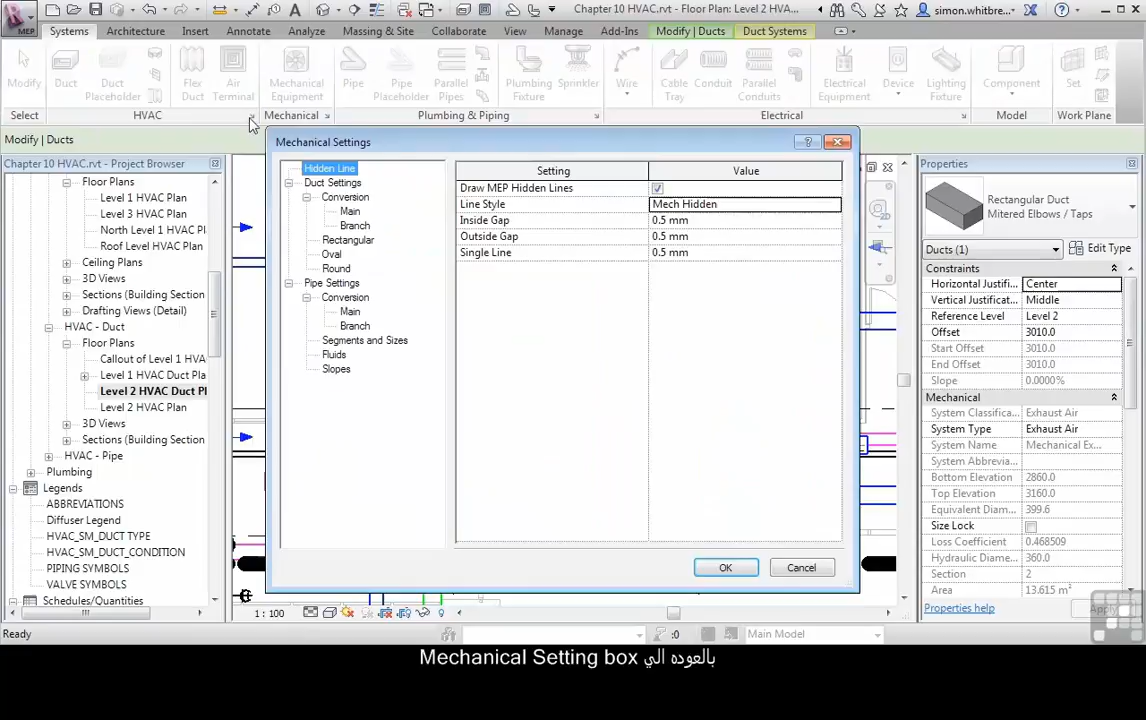 Chapter 10 HVAC.rvt - Floor Plan: Level 2 HVA...
simon.whitbre...
MEP
Systems Architecture Insert Annotate Analyze Massing & Site Collaborate View Manage Add-Ins Modify | Ducts Duct Systems
Modify Duct Duct Placeholder Flex Duct Air Terminal Mechanical Equipment Pipe Pipe Placeholder Parallel Pipes Plumbing Fixture Sprinkler Wire Cable Tray Conduit Parallel Conduits Electrical Equipment Device Lighting Fixture Component Set
Select HVAC Mechanical Plumbing & Piping Electrical Model Work Plane
Modify | Ducts
Chapter 10 HVAC.rvt - Project Browser
Floor Plans
Level 1 HVAC Plan
Level 3 HVAC Plan
North Level 1 HVAC Pl
Roof Level HVAC Plan
Ceiling Plans
3D Views
Sections (Building Section
Drafting Views (Detail)
HVAC - Duct
Floor Plans
Callout of Level 1 HVA
Level 1 HVAC Duct Pla
Level 2 HVAC Duct Pl
Level 2 HVAC Plan
3D Views
Sections (Building Section
HVAC - Pipe
Plumbing
Legends
ABBREVIATIONS
Diffuser Legend
HVAC_SM_DUCT TYPE
HVAC_SM_DUCT_CONDITION
PIPING SYMBOLS
VALVE SYMBOLS
Schedules/Quantities
Mechanical Settings
Hidden Line
Duct Settings
Conversion
Main
Branch
Rectangular
Oval
Round
Pipe Settings
Conversion
Main
Branch
Segments and Sizes
Fluids
Slopes
Setting Value
Draw MEP Hidden Lines
Line Style Mech Hidden
Inside Gap 0.5 mm
Outside Gap 0.5 mm
Single Line 0.5 mm
OK Cancel
Properties
Rectangular Duct
Mitered Elbows / Taps
Ducts (1) Edit Type
Constraints
Horizontal Justifi... Center
Vertical Justificat... Middle
Reference Level Level 2
Offset 3010.0
Start Offset 3010.0
End Offset 3010.0
Slope 0.0000%
Mechanical
System Classifica... Exhaust Air
System Type Exhaust Air
System Name Mechanical Ex...
System Abbrevia...
Bottom Elevation 2860.0
Top Elevation 3160.0
Equivalent Diam... 399.6
Size Lock
Loss Coefficient 0.468509
Hydraulic Diame... 360.0
Section 2
Area 13.615 m²
Properties help Apply
1 : 100
Ready :0 Main Model
بالعوده الي Mechanical Setting box